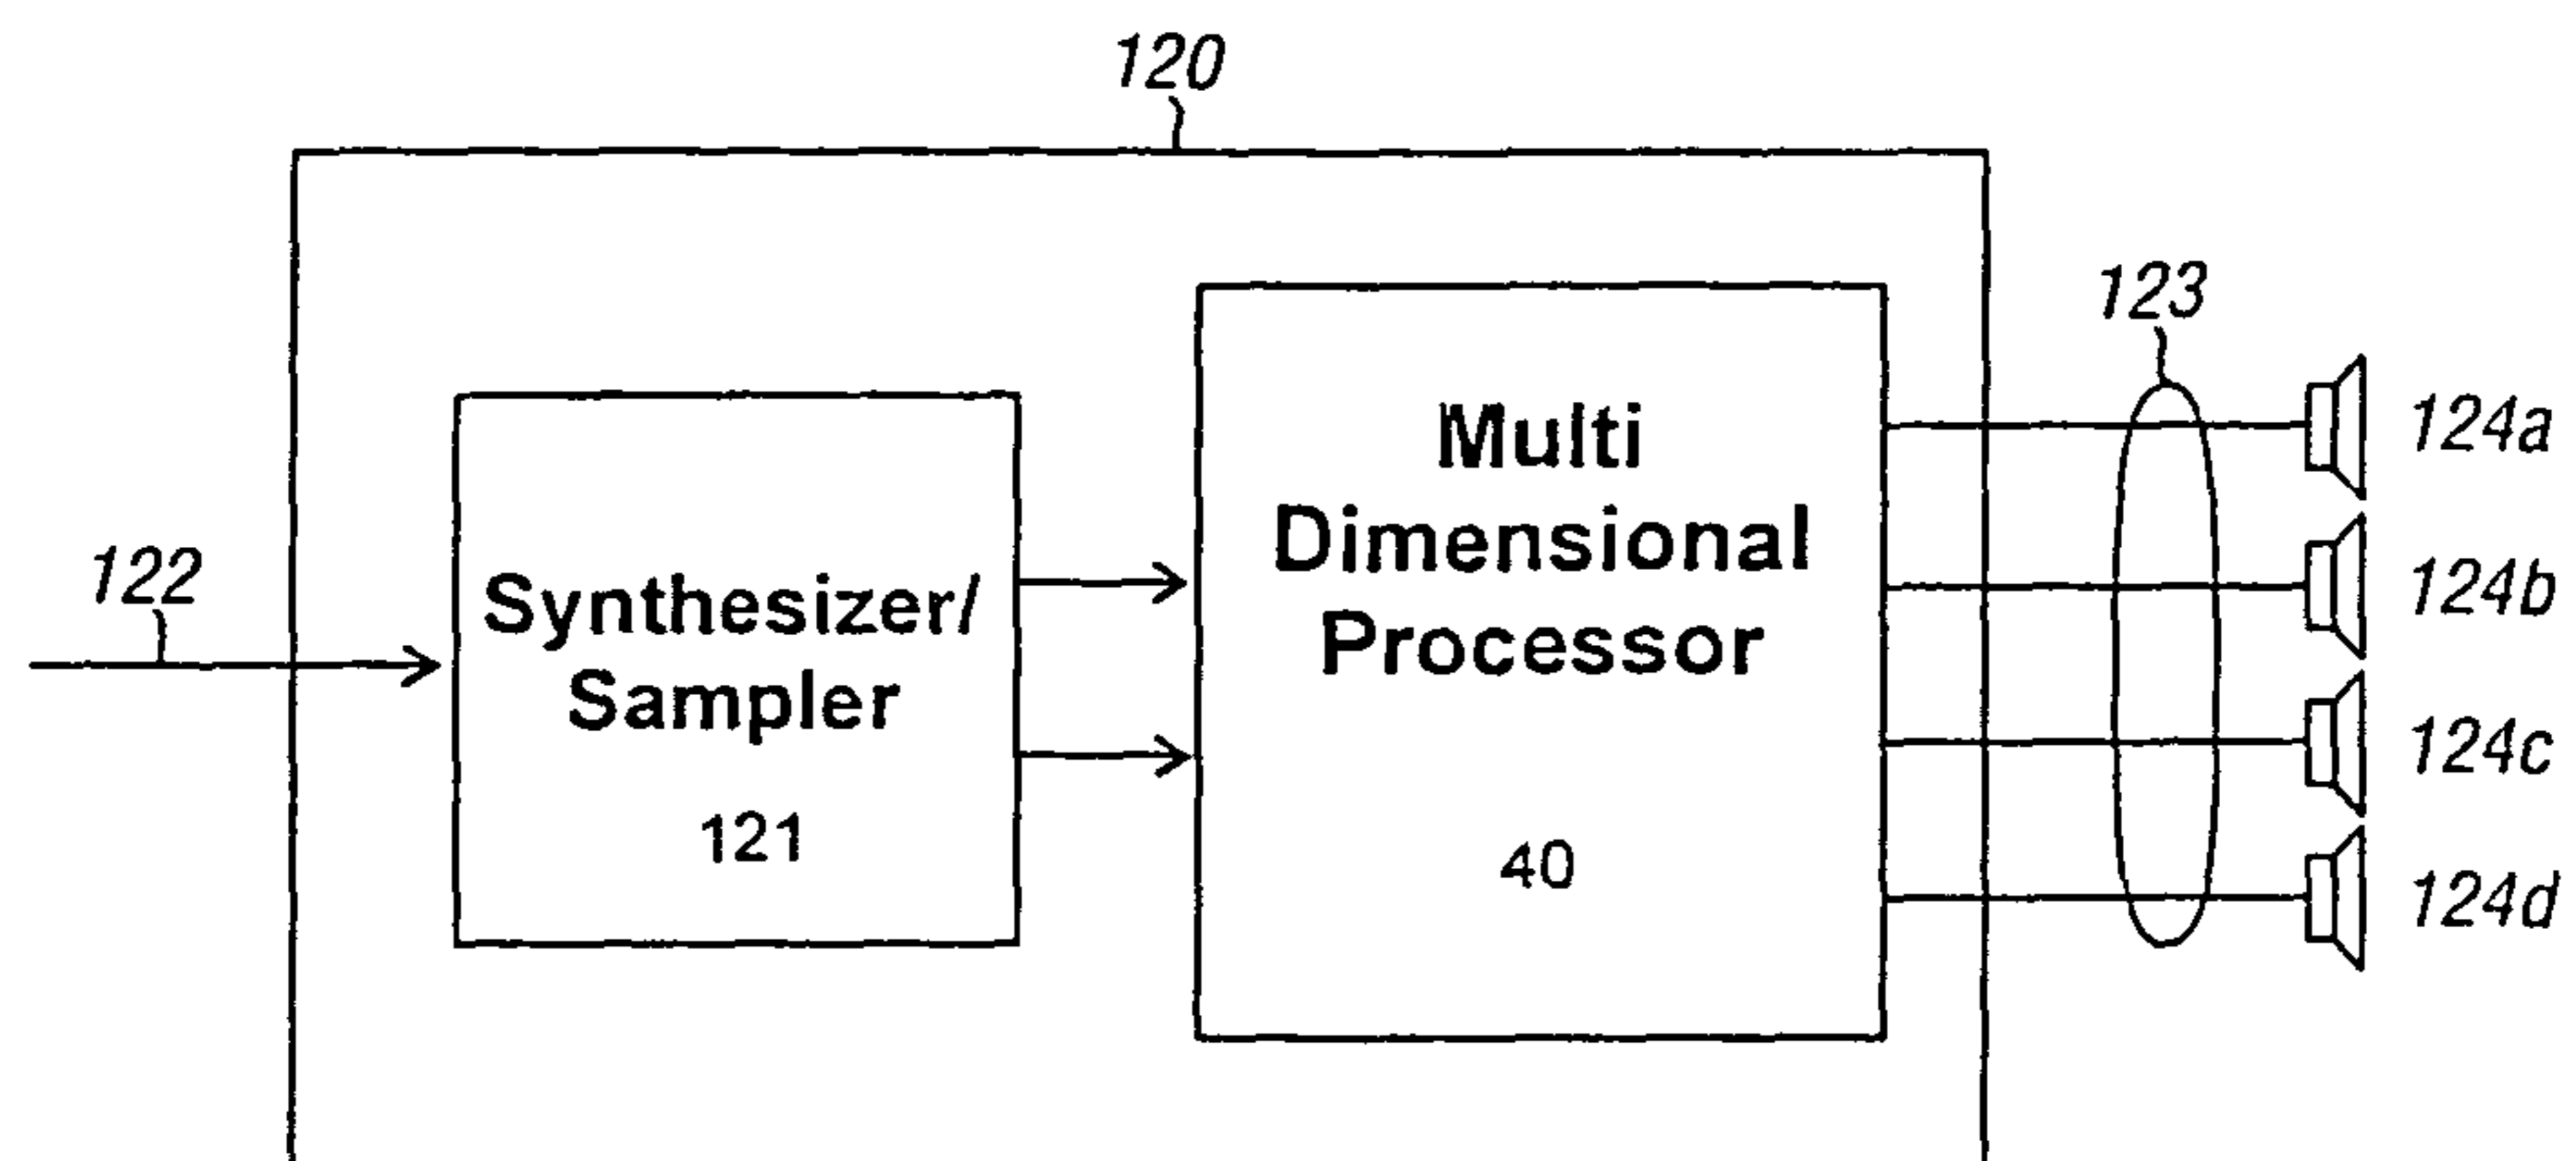 120
123
122
Synthesizer/
Sampler
121
Multi
Dimensional
Processor
40
124a
124b
124c
124d